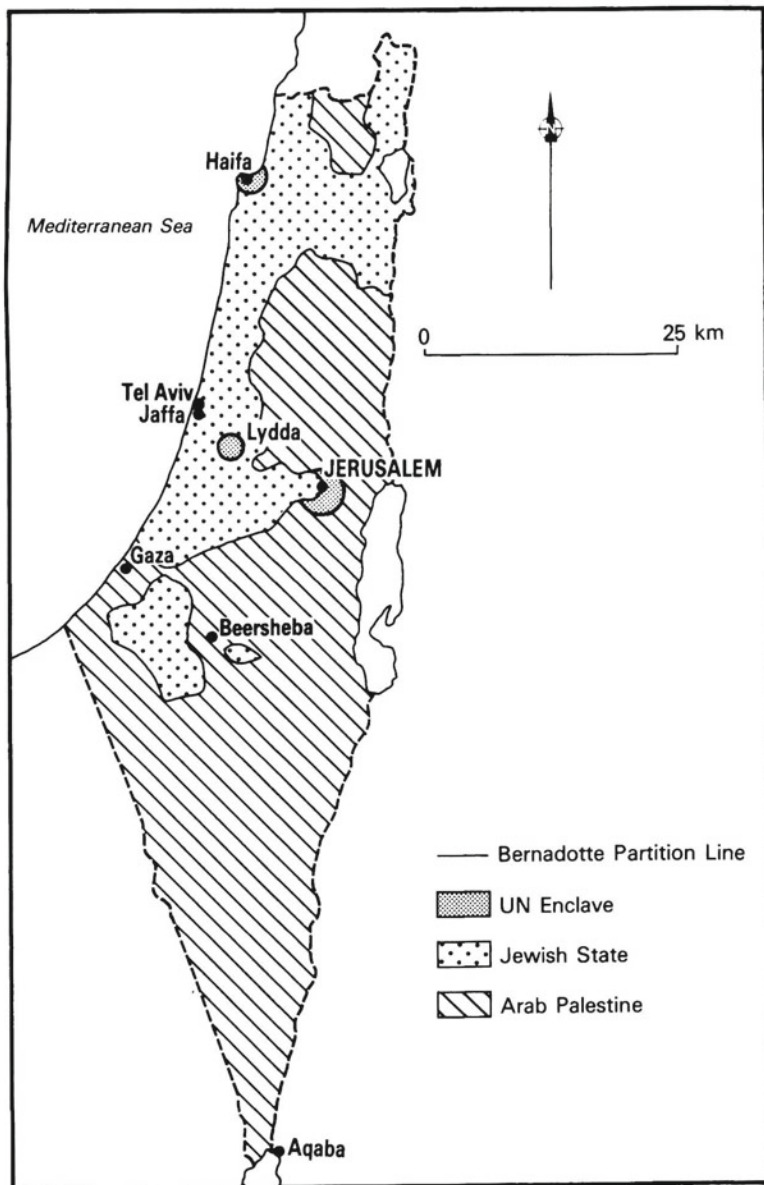 N
Haifa
Mediterranean Sea
0 25 km
Tel Aviv
Jaffa
Lydda
JERUSALEM
Gaza
Beersheba
Bernadotte Partition Line
UN Enclave
Jewish State
Arab Palestine
Aqaba